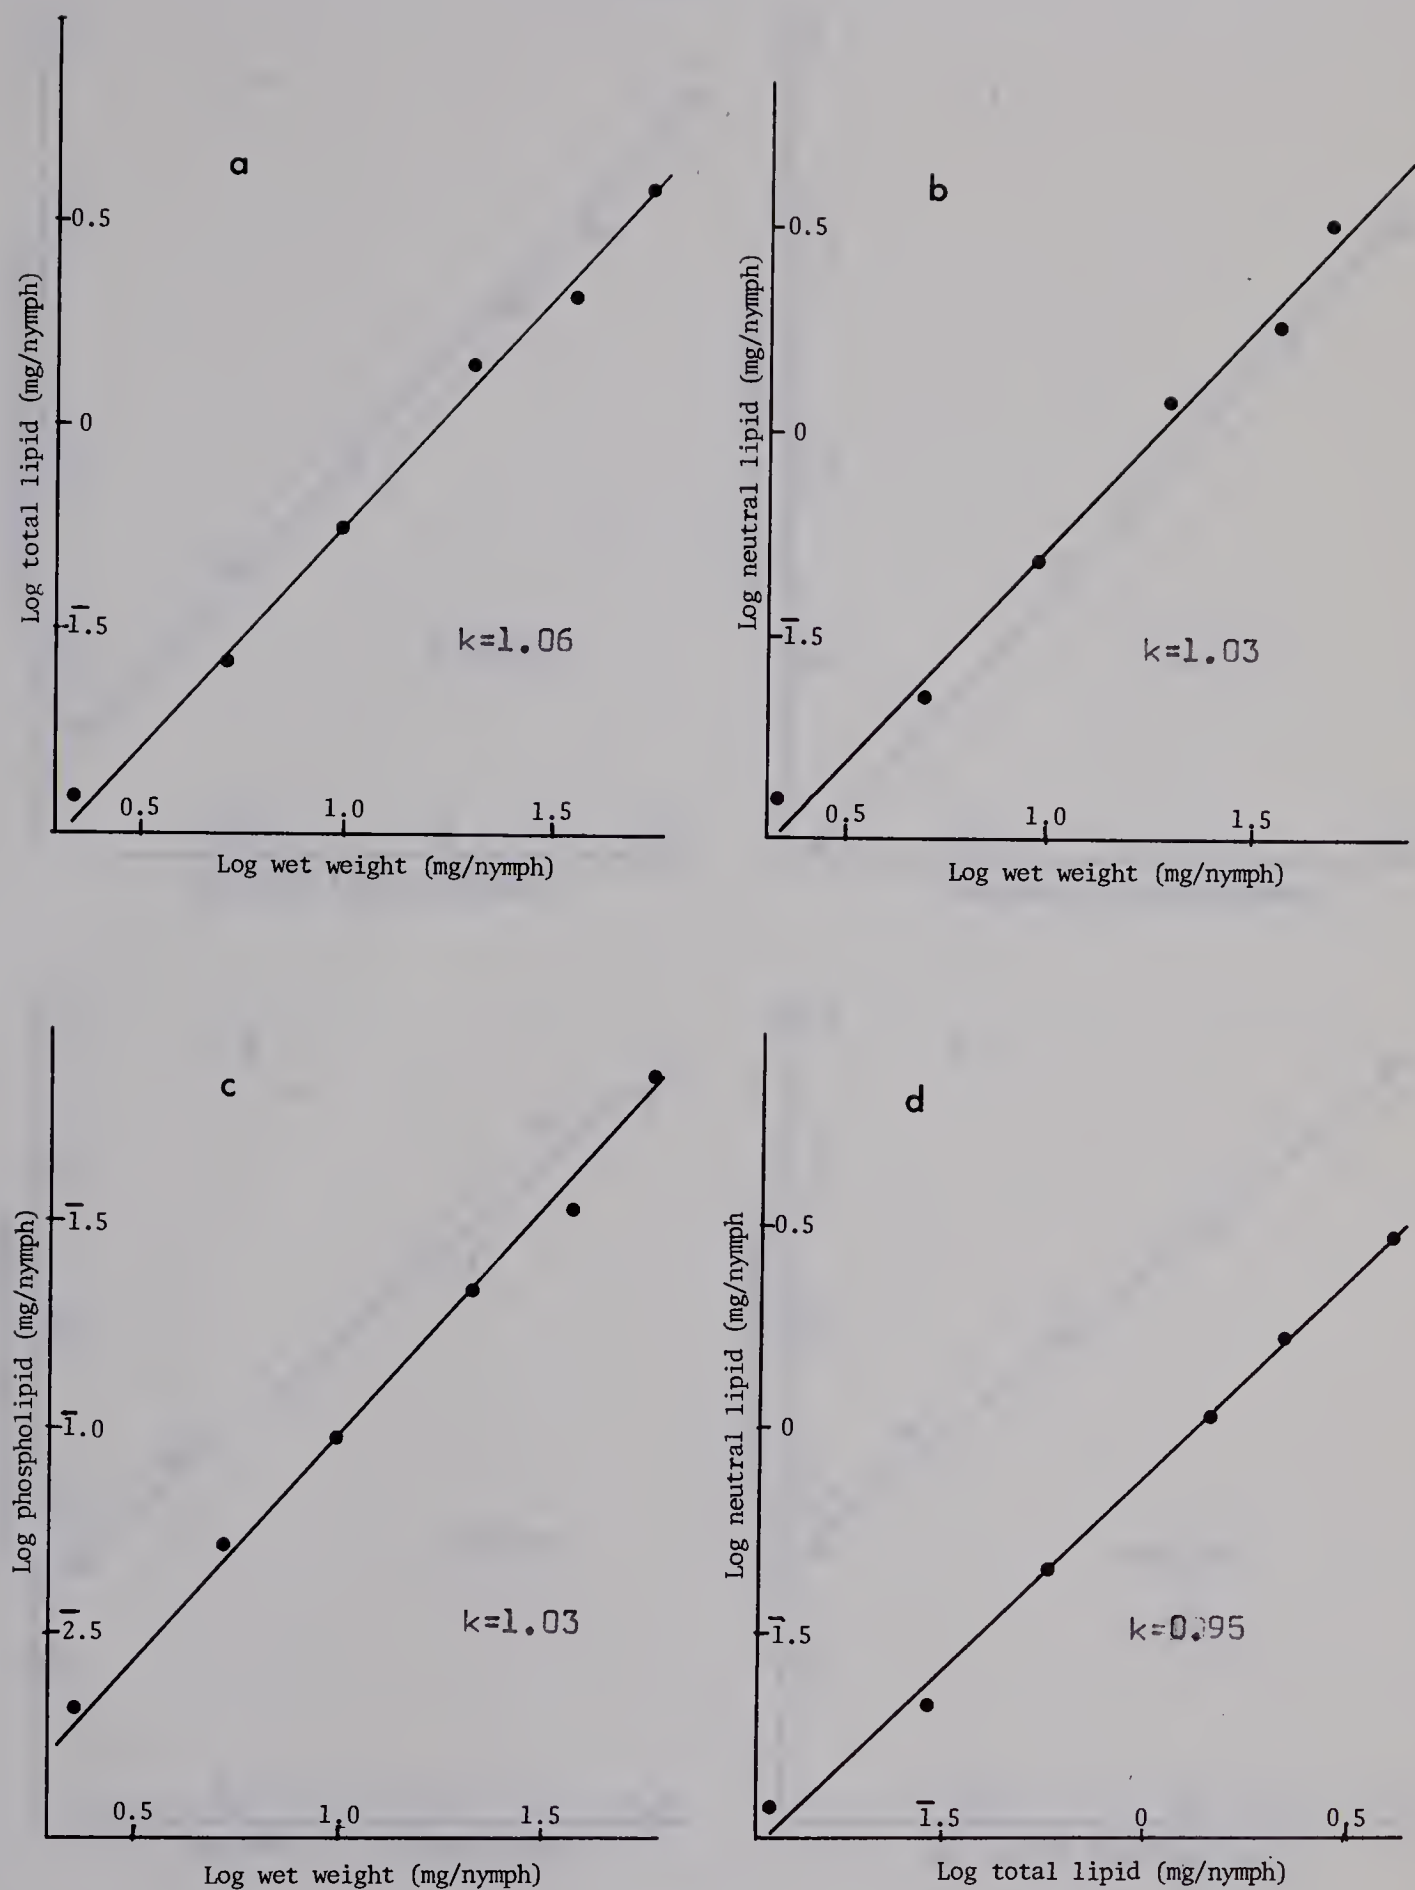 a
0.5
0
1̅.5
Log total lipid (mg/nymph)
k=1.06
0.5 1.0 1.5
Log wet weight (mg/nymph)
b
0.5
0
1̅.5
Log neutral lipid (mg/nymph)
k=1.03
0.5 1.0 1.5
Log wet weight (mg/nymph)
c
1̅.5
1̅.0
2̅.5
Log phospholipid (mg/nymph)
k=1.03
0.5 1.0 1.5
Log wet weight (mg/nymph)
d
0.5
0
1̅.5
Log neutral lipid (mg/nymph
k=0.95
1̅.5 0 0.5
Log total lipid (mg/nymph)